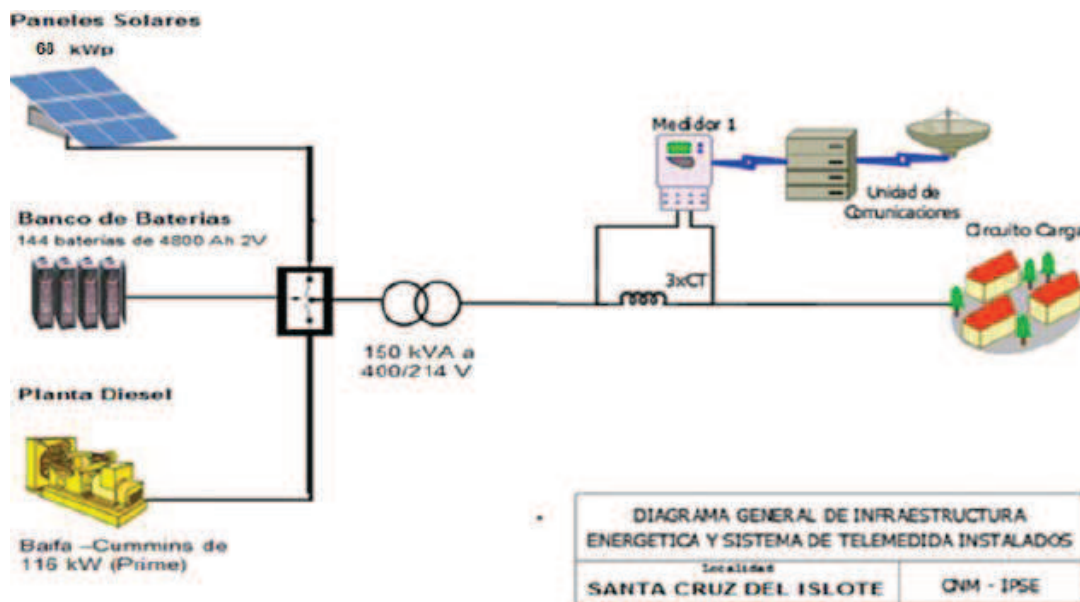 Paneles Solares
68 kWp
Medidor 1
Unidad de
Comunicaciones
Circuito Carga
Banco de Baterias
144 baterias de 4800 Ah 2V
3xCT
150 kVA a
400/214 V
Planta Diesel
Baifa –Cummins de
116 kW (Prime)
DIAGRAMA GENERAL DE INFRAESTRUCTURA
ENERGETICA Y SISTEMA DE TELEMEDIDA INSTALADOS
Localidad
SANTA CRUZ DEL ISLOTE
CNM - IPSE